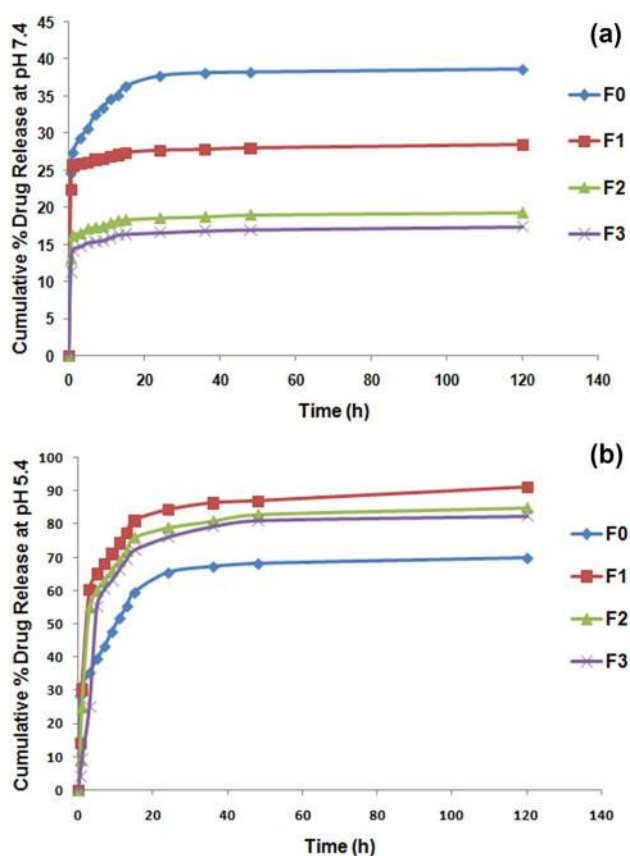 (a)
Cumulative % Drug Release at pH 7.4
45
40
35
30
25
20
15
10
5
0
0 20 40 60 80 100 120 140
Time (h)
F0
F1
F2
F3
(b)
Cumulative % Drug Release at pH 5.4
100
90
80
70
60
50
40
30
20
10
0
0 20 40 60 80 100 120 140
Time (h)
F0
F1
F2
F3